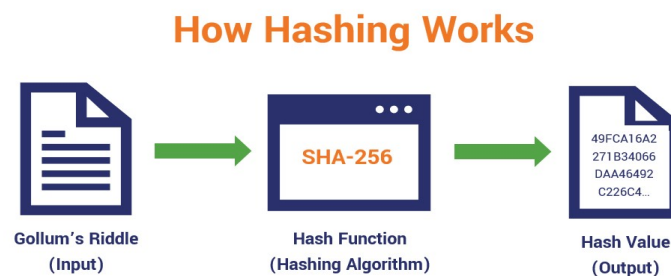 How Hashing Works
SHA-256
49FCA16A2
271B34066
DAA46492
C226C4...
Gollum's Riddle
(Input)
Hash Function
(Hashing Algorithm)
Hash Value
(Output)